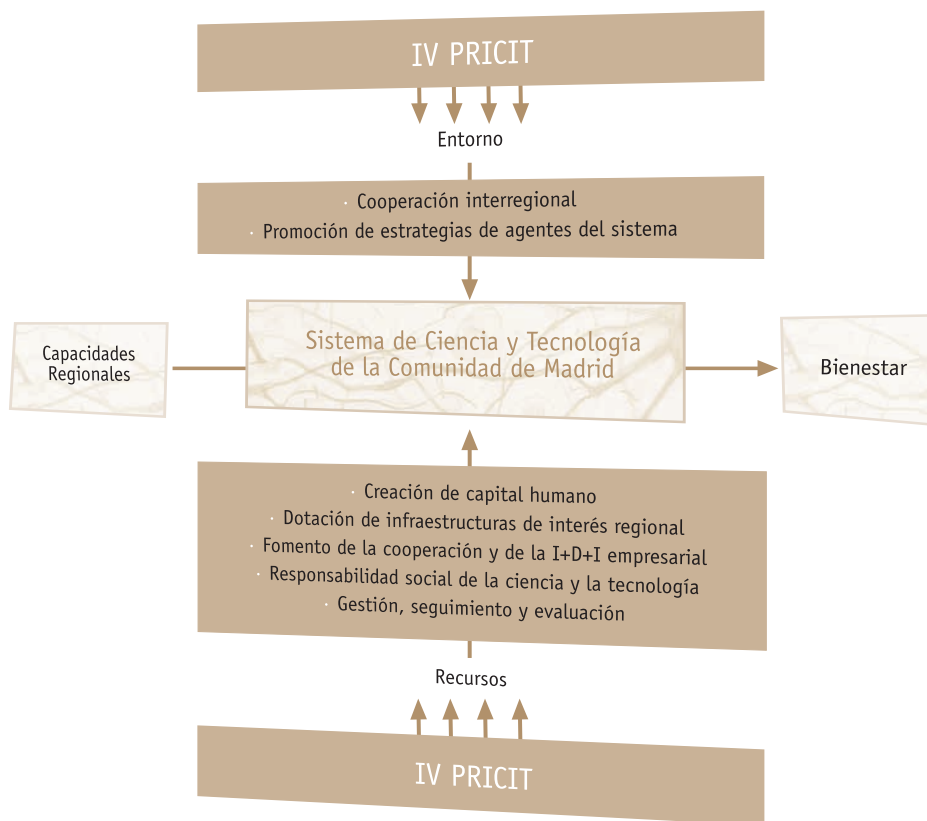 IV PRICIT
Entorno
· Cooperación interregional
· Promoción de estrategias de agentes del sistema
Capacidades
Regionales
Sistema de Ciencia y Tecnología
de la Comunidad de Madrid
Bienestar
· Creación de capital humano
· Dotación de infraestructuras de interés regional
· Fomento de la cooperación y de la I+D+I empresarial
· Responsabilidad social de la ciencia y la tecnología
· Gestión, seguimiento y evaluación
Recursos
IV PRICIT